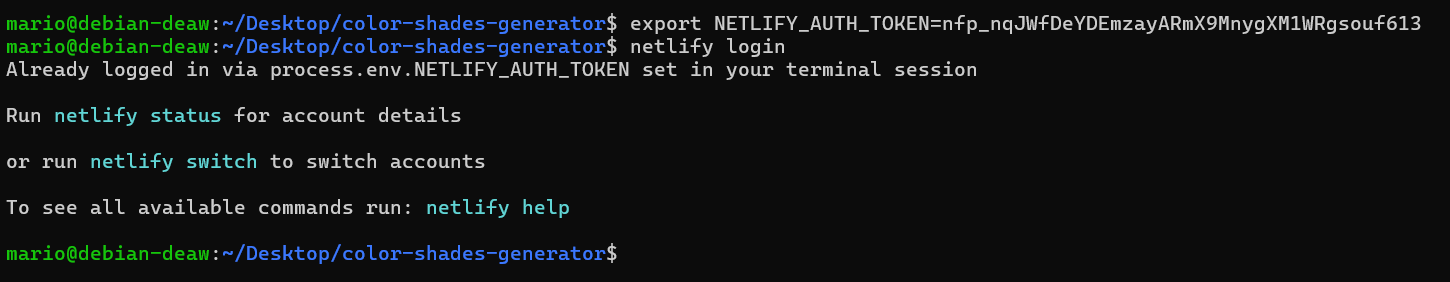 mario@debian-deaw:~/Desktop/color-shades-generator$ export NETLIFY_AUTH_TOKEN=nfp_nqJWfDeYDEmzayARmX9MnygXM1WRgsouf613
mario@debian-deaw:~/Desktop/color-shades-generator$ netlify login
Already logged in via process.env.NETLIFY_AUTH_TOKEN set in your terminal session
Run netlify status for account details
or run netlify switch to switch accounts
To see all available commands run: netlify help
mario@debian-deaw:~/Desktop/color-shades-generator$